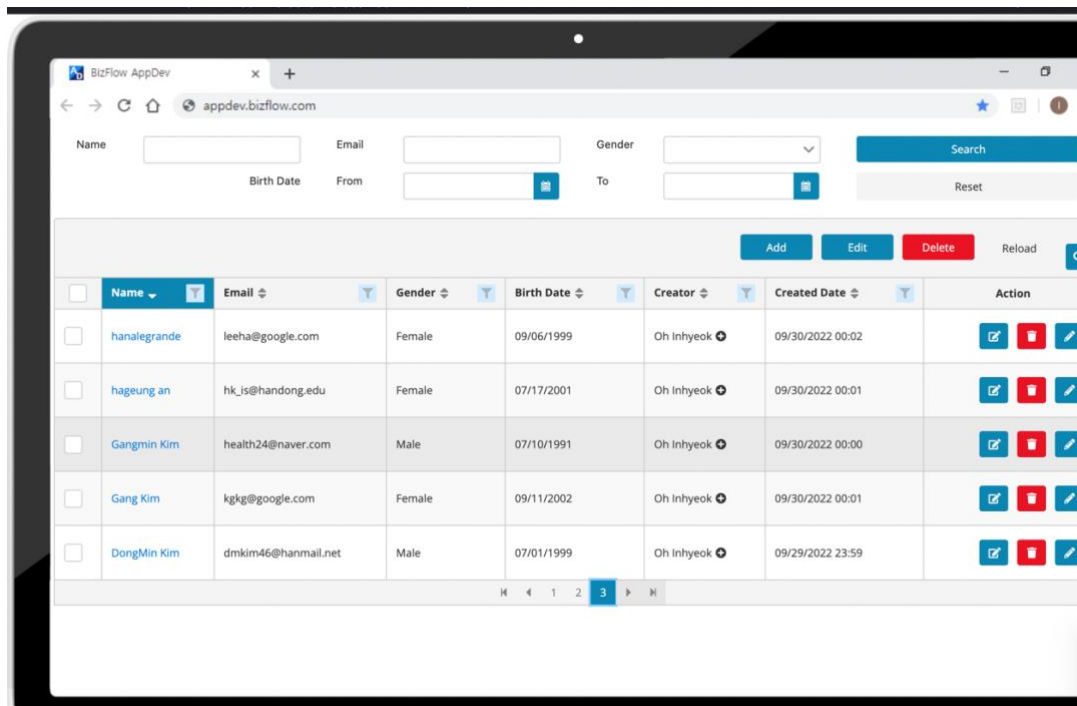 BizFlow AppDev
appdev.bizflow.com
Name Email Gender Search
Birth Date From To Reset
Add Edit Delete Reload
Name Email Gender Birth Date Creator Created Date Action
hanalegrande leeha@google.com Female 09/06/1999 Oh Inhyeok 09/30/2022 00:02
hageung an hk_is@handong.edu Female 07/17/2001 Oh Inhyeok 09/30/2022 00:01
Gangmin Kim health24@naver.com Male 07/10/1991 Oh Inhyeok 09/30/2022 00:00
Gang Kim kgkg@google.com Female 09/11/2002 Oh Inhyeok 09/30/2022 00:01
DongMin Kim dmkim46@hanmail.net Male 07/01/1999 Oh Inhyeok 09/29/2022 23:59
1 2 3